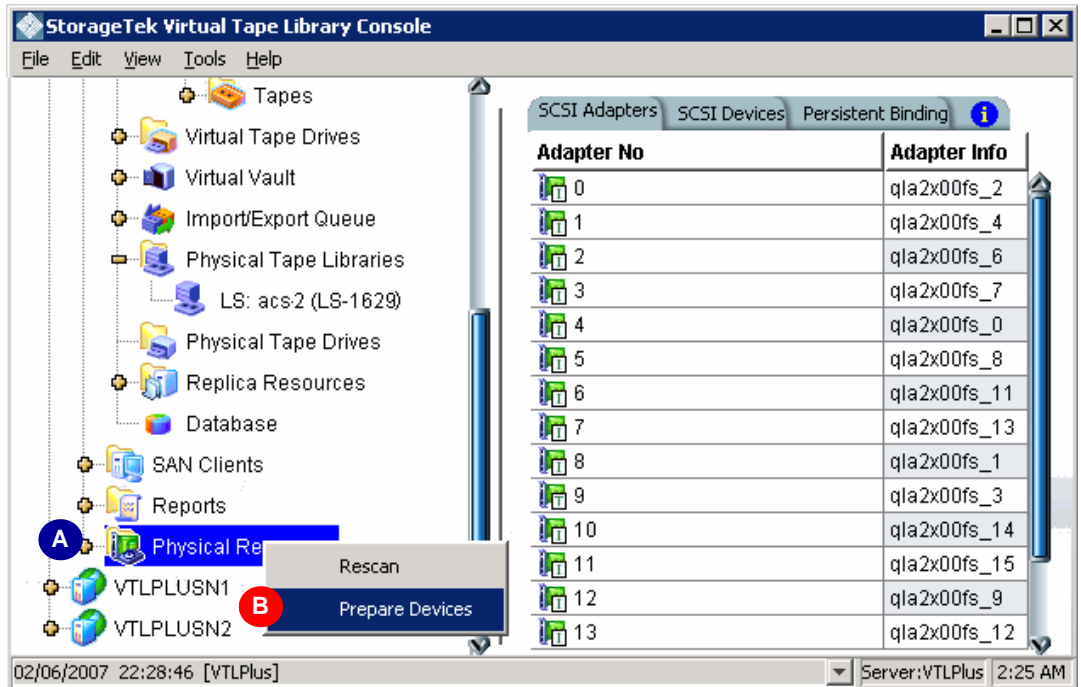 StorageTek Virtual Tape Library Console
File Edit View Tools Help
Tapes
Virtual Tape Drives
Virtual Vault
Import/Export Queue
Physical Tape Libraries
LS: acs-2 (LS-1629)
Physical Tape Drives
Replica Resources
Database
SAN Clients
Reports
A Physical Re
VTLPLUSN1
VTLPLUSN2
Rescan
B Prepare Devices
SCSI Adapters SCSI Devices Persistent Binding i
Adapter No Adapter Info
0 qla2x00fs_2
1 qla2x00fs_4
2 qla2x00fs_6
3 qla2x00fs_7
4 qla2x00fs_0
5 qla2x00fs_8
6 qla2x00fs_11
7 qla2x00fs_13
8 qla2x00fs_1
9 qla2x00fs_3
10 qla2x00fs_14
11 qla2x00fs_15
12 qla2x00fs_9
13 qla2x00fs_12
02/06/2007 22:28:46 [VTLPlus] Server:VTLPlus 2:25 AM